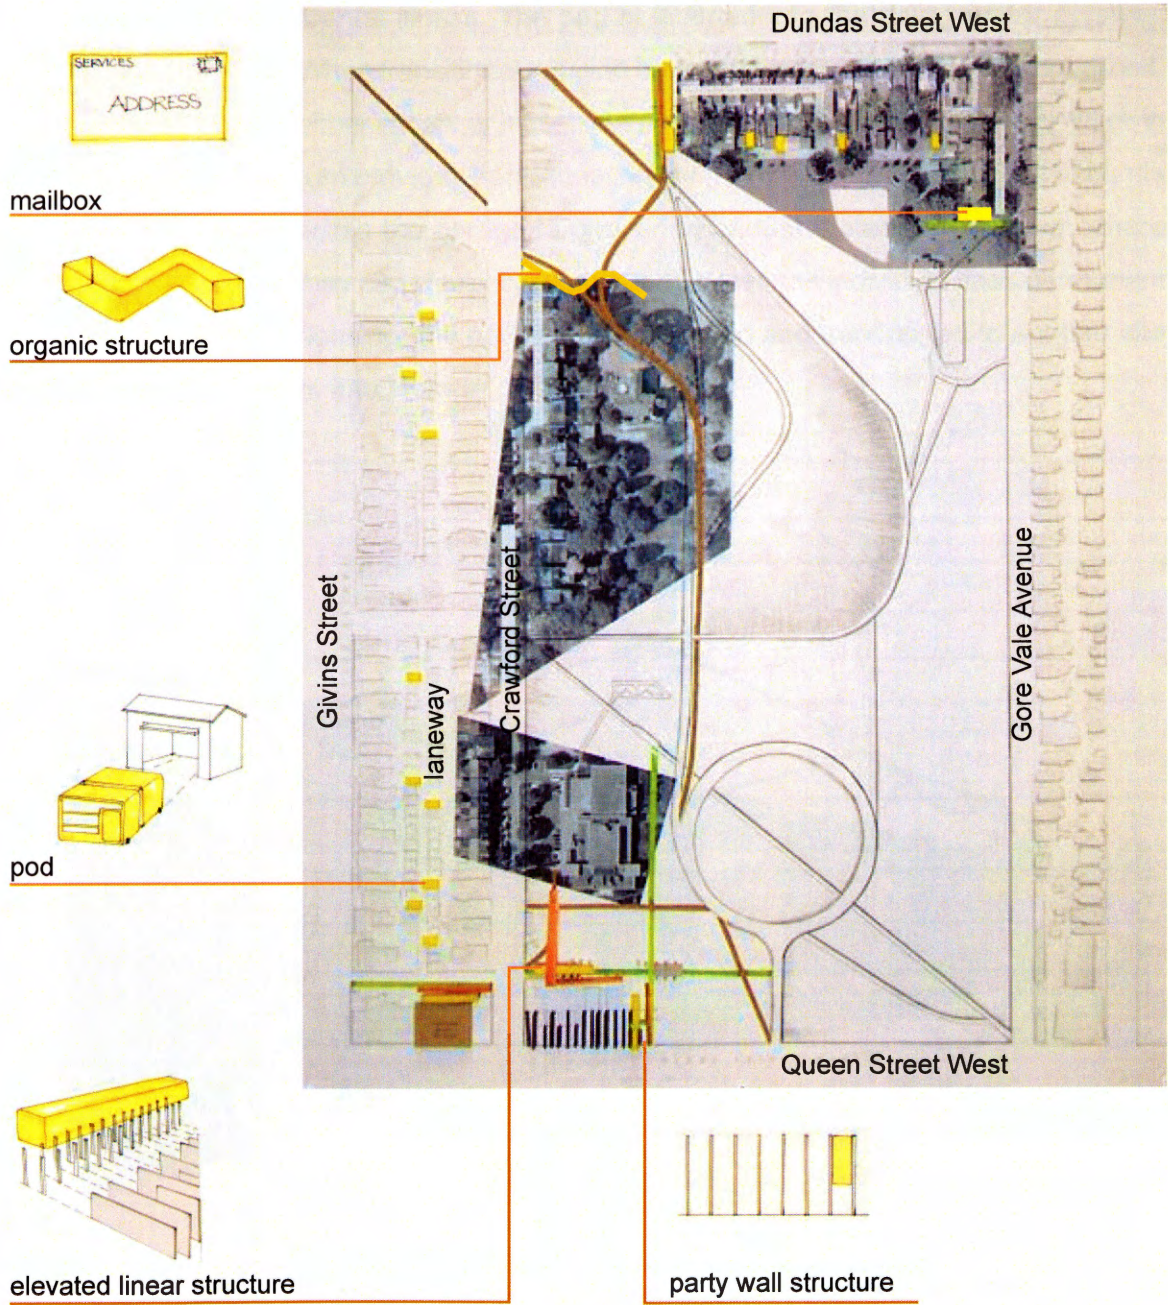 Dundas Street West
SERVICES
ADDRESS
mailbox
organic structure
Givins Street
laneway
Crawford Street
Gore Vale Avenue
pod
Queen Street West
elevated linear structure
party wall structure